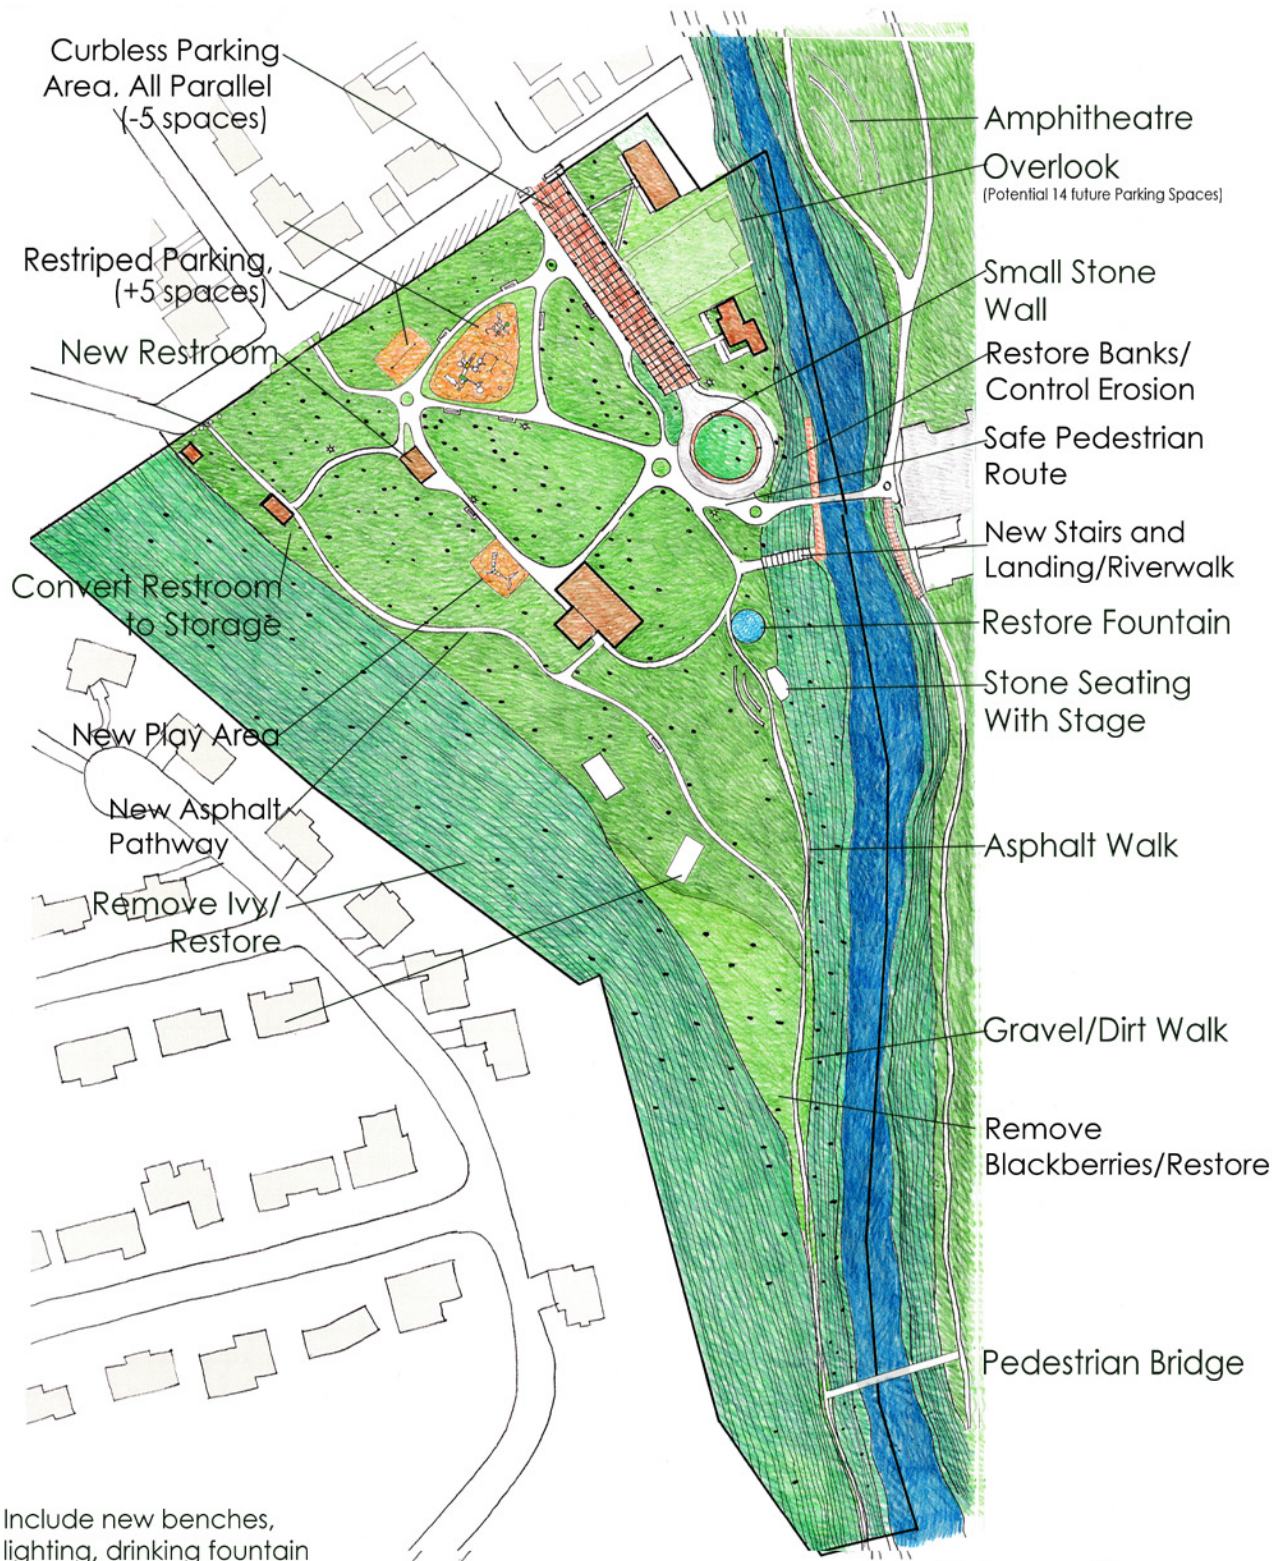 Curbless Parking
Area, All Parallel
(-5 spaces)
Restriped Parking,
(+5 spaces)
New Restroom
Convert Restroom
to Storage
New Play Area
New Asphalt
Pathway
Remove Ivy/
Restore
Include new benches,
lighting, drinking fountain
Amphitheatre
Overlook
(Potential 14 future Parking Spaces)
Small Stone
Wall
Restore Banks/
Control Erosion
Safe Pedestrian
Route
New Stairs and
Landing/Riverwalk
Restore Fountain
Stone Seating
With Stage
Asphalt Walk
Gravel/Dirt Walk
Remove
Blackberries/Restore
Pedestrian Bridge